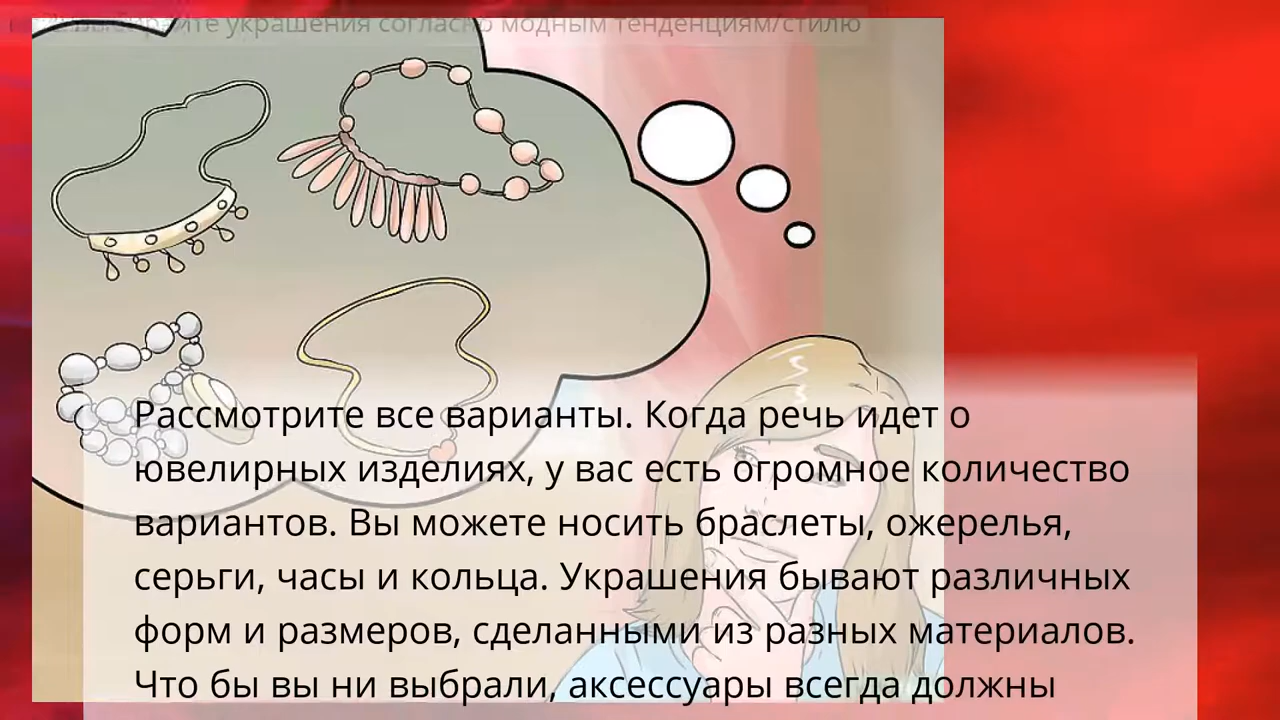 выбирайте украшения согласно модным тенденциям/стилю
Рассмотрите все варианты. Когда речь идет о
ювелирных изделиях, у вас есть огромное количество
вариантов. Вы можете носить браслеты, ожерелья,
серьги, часы и кольца. Украшения бывают различных
форм и размеров, сделанными из разных материалов.
Что бы вы ни выбрали, аксессуары всегда должны